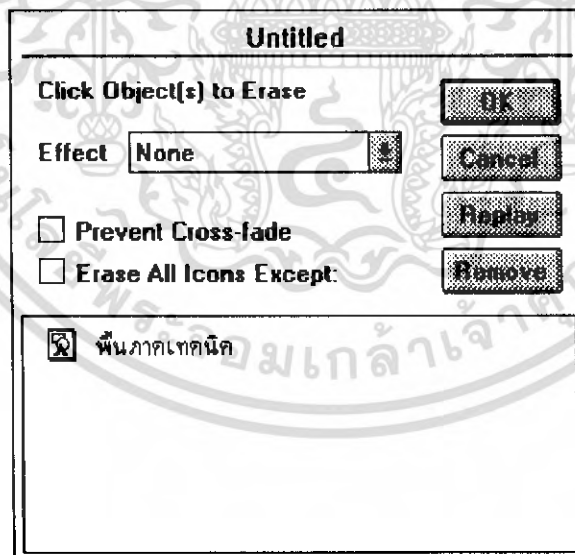 Untitled
Click Object(s) to Erase
OK
Effect None
Cancel
Replay
Prevent Cross-fade
Erase All Icons Except:
Remove
พื้นภาคเทคนิค